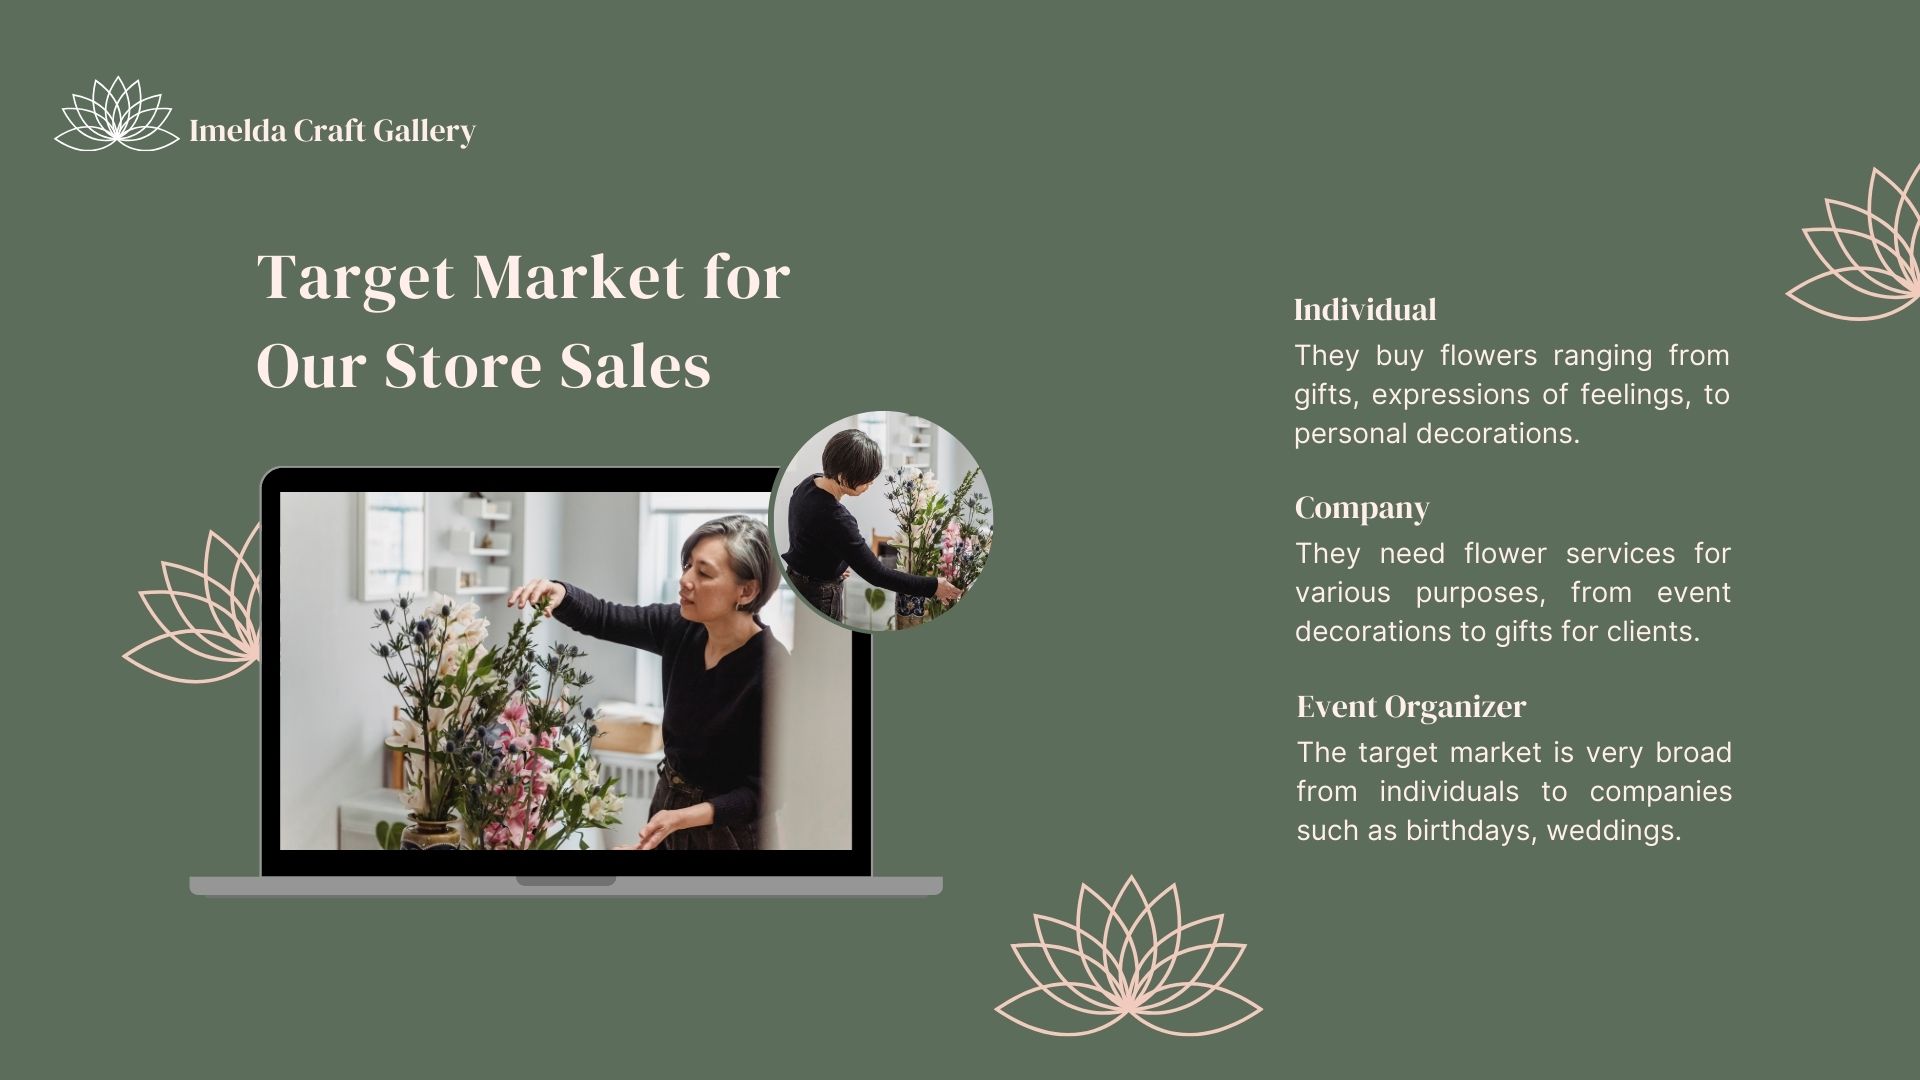 Imelda Craft Gallery
Target Market for
Our Store Sales
Individual
They buy flowers ranging from
gifts, expressions of feelings, to
personal decorations.
Company
They need flower services for
various purposes, from event
decorations to gifts for clients.
Event Organizer
The target market is very broad
from individuals to companies
such as birthdays, weddings.